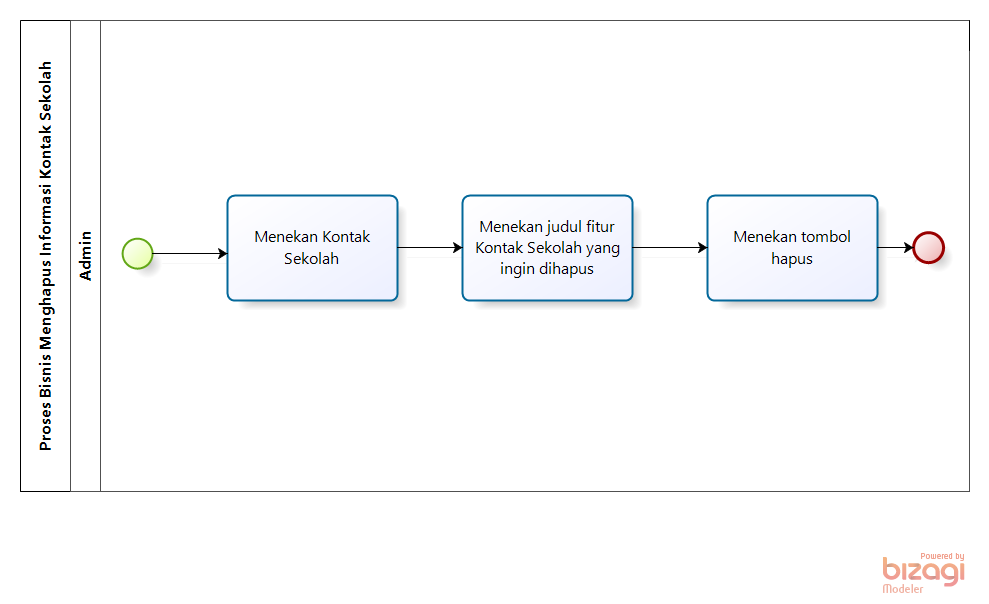 Proses Bisnis Menghapus Informasi Kontak Sekolah
Admin
Menekan Kontak
Sekolah
Menekan judul fitur
Kontak Sekolah yang
ingin dihapus
Menekan tombol
hapus
Powered by
bizagi
Modeler